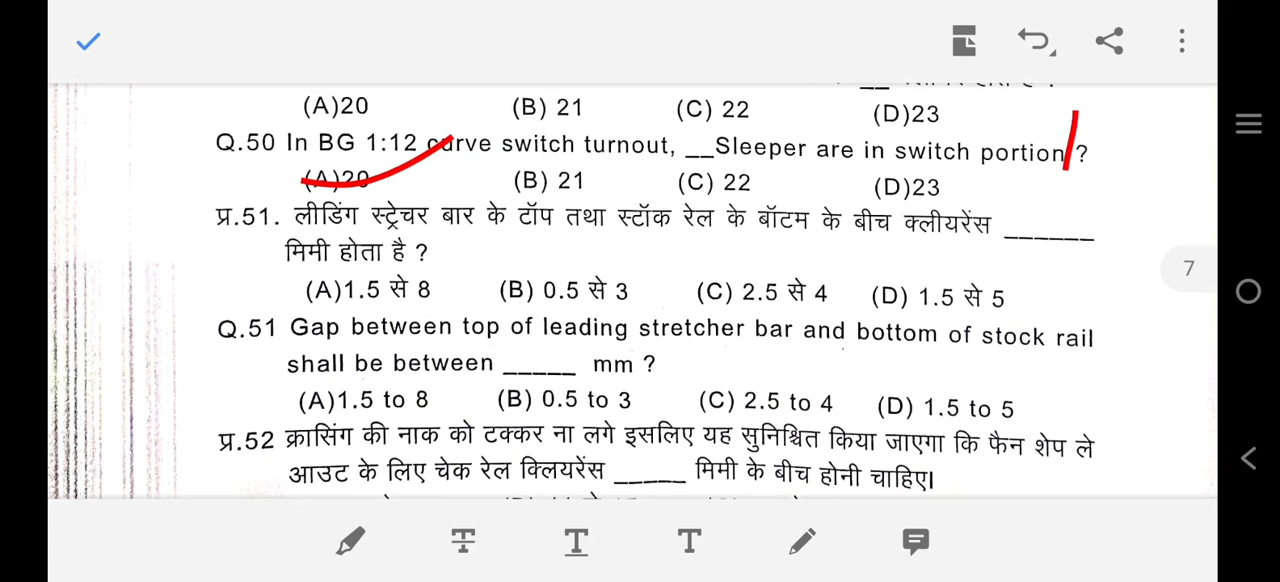 (A)20 (B) 21 (C) 22 (D)23
Q.50 In BG 1:12 curve switch turnout, __Sleeper are in switch portion ?
(A)20 (B) 21 (C) 22 (D)23
प्र.51. लीडिंग स्ट्रेचर बार के टॉप तथा स्टॉक रेल के बॉटम के बीच क्लीयरेंस ______
मिमी होता है ?
(A)1.5 से 8 (B) 0.5 से 3 (C) 2.5 से 4 (D) 1.5 से 5
7
Q.51 Gap between top of leading stretcher bar and bottom of stock rail
shall be between _____ mm ?
(A)1.5 to 8 (B) 0.5 to 3 (C) 2.5 to 4 (D) 1.5 to 5
प्र.52 क्रासिंग की नाक को टक्कर ना लगे इसलिए यह सुनिश्चित किया जाएगा कि फैन शेप ले
आउट के लिए चेक रेल क्लियरेंस _____ मिमी के बीच होनी चाहिए।